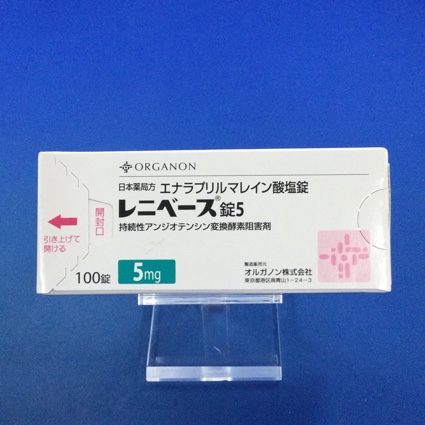 ORGANON
日本薬局方 エナラプリルマレイン酸塩錠
レニベース®錠5
持続性アンジオテンシン変換酵素阻害剤
開封口
引き上げて
開ける
100錠
5mg
製造販売元
オルガノン株式会社
東京都港区南青山1-24-3